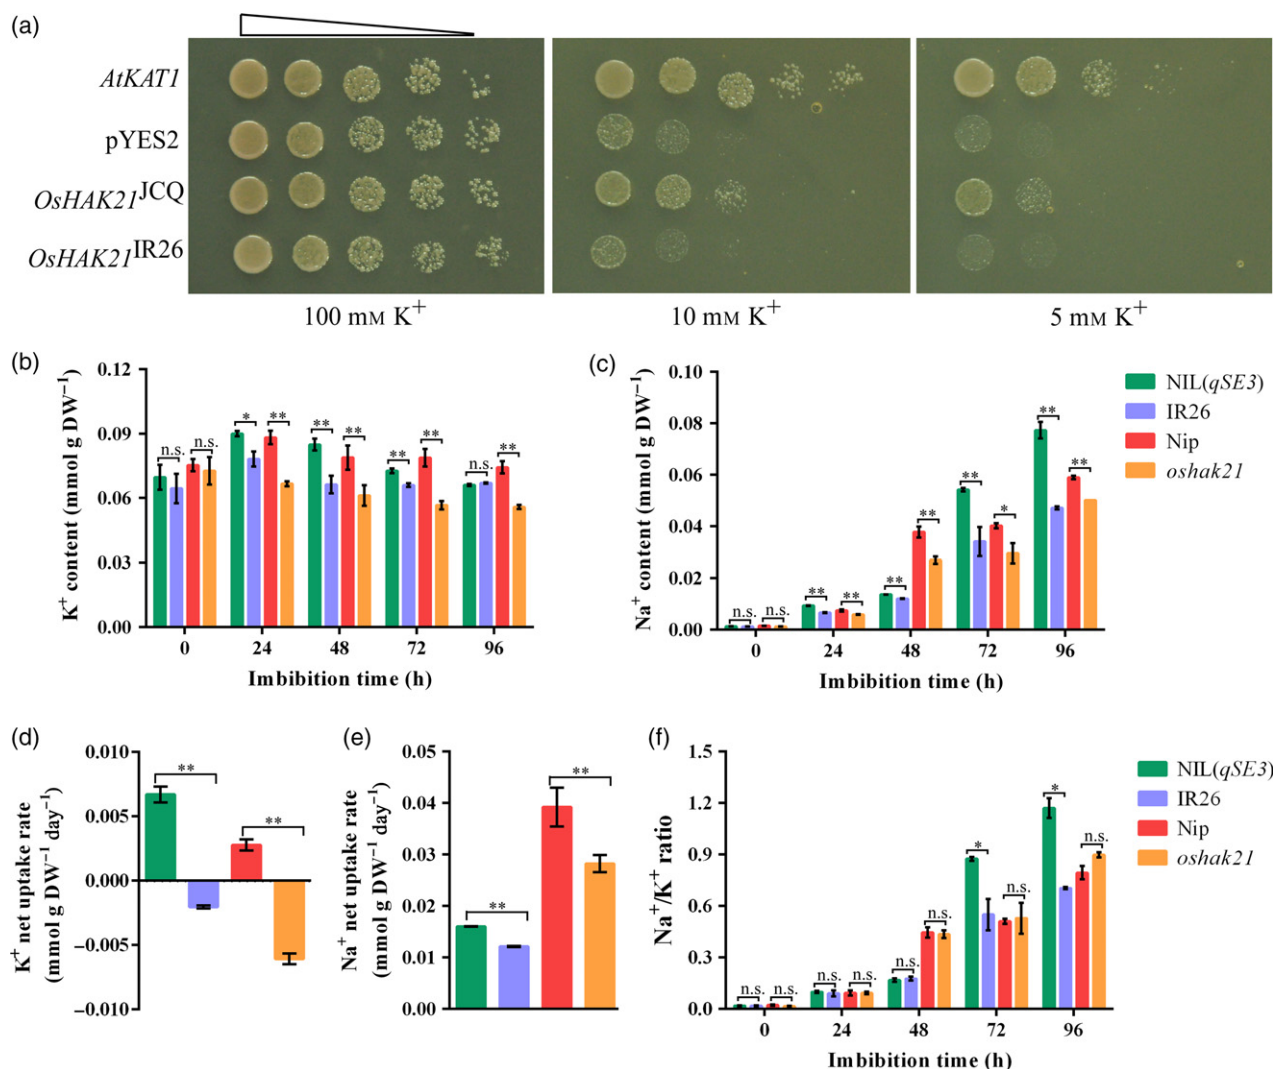 (a)
AtKAT1
pYES2
OsHAK21JCQ
OsHAK21IR26
100 mM K+
10 mM K+
5 mM K+
(b)
K+ content (mmol g DW−1)
0.12
0.09
0.06
0.03
0.00
n.s.
n.s.
*
**
**
**
**
**
n.s.
**
0
24
48
72
96
Imbibition time (h)
(c)
Na+ content (mmol g DW−1)
0.10
0.08
0.06
0.04
0.02
0.00
n.s.
n.s.
**
**
**
**
**
*
**
**
0
24
48
72
96
Imbibition time (h)
NIL(qSE3)
IR26
Nip
oshak21
(d)
K+ net uptake rate
(mmol g DW−1 day−1)
0.010
0.005
0.000
−0.005
−0.010
**
**
(e)
Na+ net uptake rate
(mmol g DW−1 day−1)
0.05
0.04
0.03
0.02
0.01
0.00
**
**
(f)
Na+/K+ ratio
1.5
1.2
0.9
0.6
0.3
0.0
n.s.
n.s.
n.s.
n.s.
n.s.
n.s.
*
n.s.
*
n.s.
0
24
48
72
96
Imbibition time (h)
NIL(qSE3)
IR26
Nip
oshak21